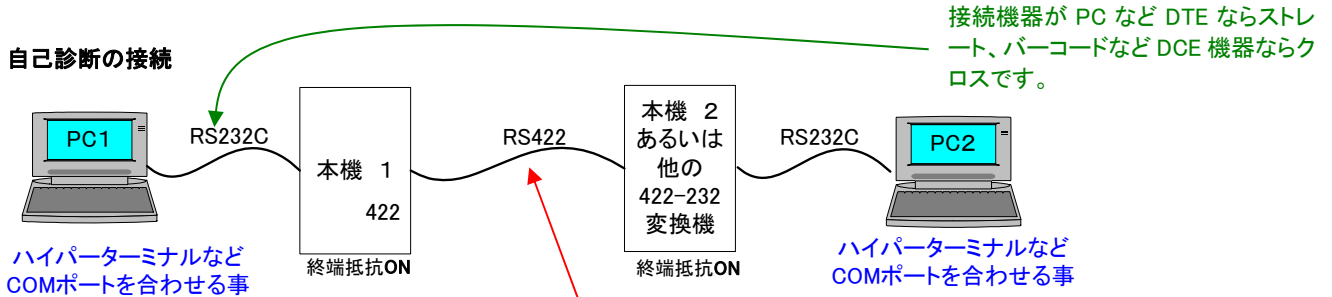 接続機器が PC など DTE ならストレ
ート、バーコードなど DCE 機器ならク
ロスです。
自己診断の接続
PC1
RS232C
本機 1
422
RS422
本機 2
あるいは
他の
422-232
変換機
RS232C
PC2
ハイパーターミナルなど
COMポートを合わせる事
終端抵抗ON
終端抵抗ON
ハイパーターミナルなど
COMポートを合わせる事